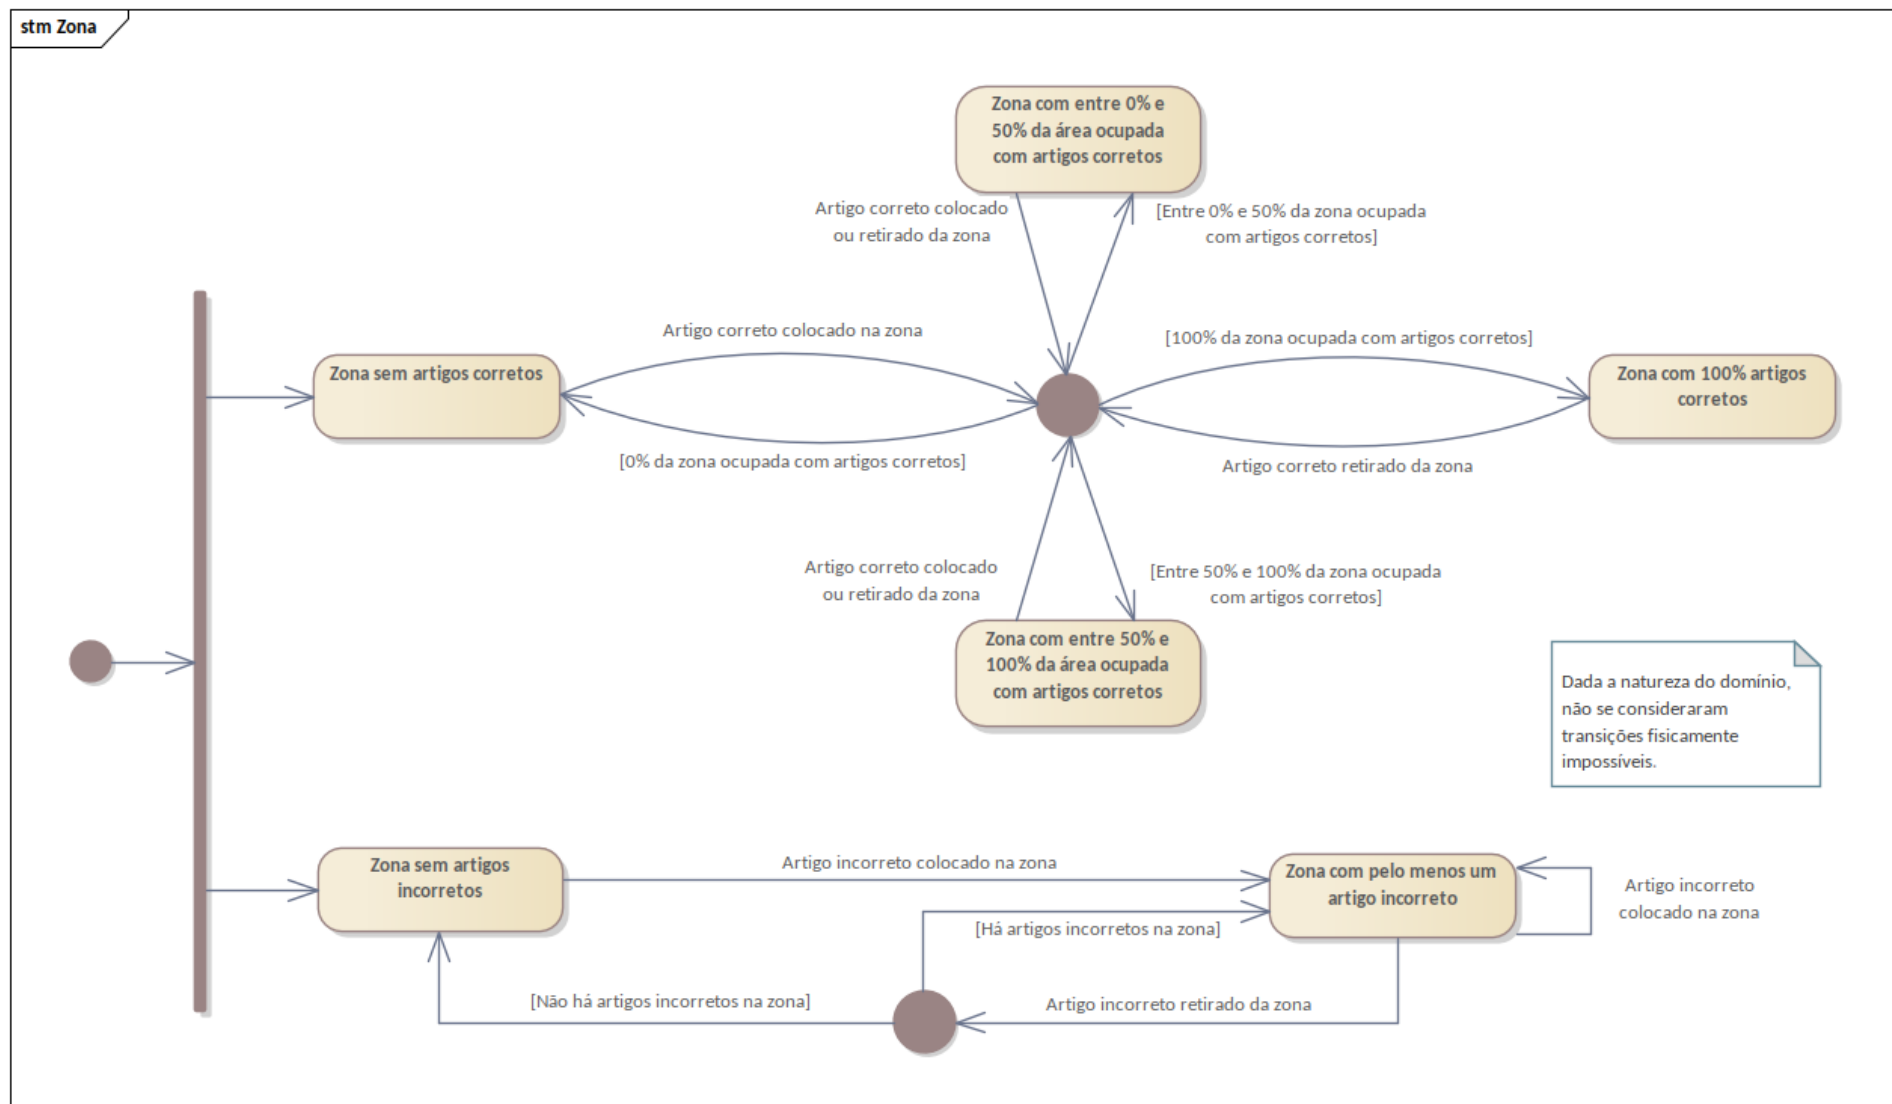 stm Zona
Zona com entre 0% e
50% da área ocupada
com artigos corretos
Artigo correto colocado
ou retirado da zona
[Entre 0% e 50% da zona ocupada
com artigos corretos]
Artigo correto colocado na zona
[100% da zona ocupada com artigos corretos]
Zona sem artigos corretos
Zona com 100% artigos
corretos
[0% da zona ocupada com artigos corretos]
Artigo correto retirado da zona
Artigo correto colocado
ou retirado da zona
[Entre 50% e 100% da zona ocupada
com artigos corretos]
Zona com entre 50% e
100% da área ocupada
com artigos corretos
Dada a natureza do domínio,
não se consideraram
transições fisicamente
impossíveis.
Zona sem artigos
incorretos
Artigo incorreto colocado na zona
Zona com pelo menos um
artigo incorreto
Artigo incorreto
colocado na zona
[Há artigos incorretos na zona]
[Não há artigos incorretos na zona]
Artigo incorreto retirado da zona